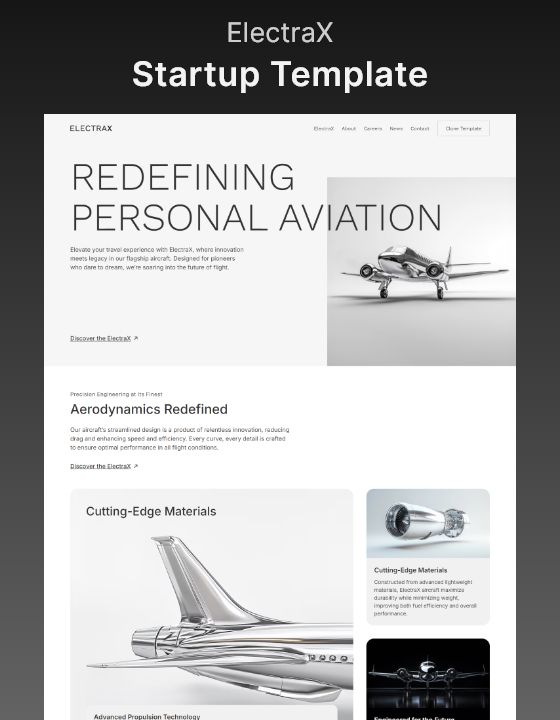 ElectraX
Startup Template
ELECTRAX
ElectraX About Careers News Contact Clone Template
REDEFINING
PERSONAL AVIATION
Elevate your travel experience with ElectraX, where innovation
meets legacy in our flagship aircraft. Designed for pioneers
who dare to dream, we're soaring into the future of flight.
Discover the ElectraX ↗
Precision Engineering at Its Finest
Aerodynamics Redefined
Our aircraft's streamlined design is a product of relentless innovation, reducing
drag and enhancing speed and efficiency. Every curve, every detail is crafted
to ensure optimal performance in all flight conditions.
Discover the ElectraX ↗
Cutting-Edge Materials
Advanced Propulsion Technology
Cutting-Edge Materials
Constructed from advanced lightweight
materials, ElectraX aircraft maximize
durability while minimizing weight,
improving both fuel efficiency and overall
performance.
Engineered for the Future